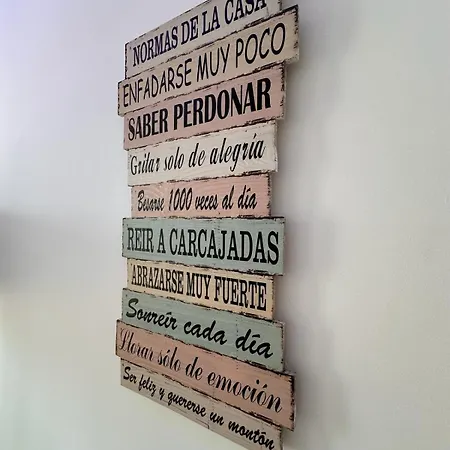 NORMAS DE LA CASA
ENFADARSE MUY POCO
SABER PERDONAR
Gritar solo de alegría
Besarse 1000 veces al día
REIR A CARCAJADAS
ABRAZARSE MUY FUERTE
Sonreír cada día
Llorar sólo de emoción
Ser feliz y quererse un montón